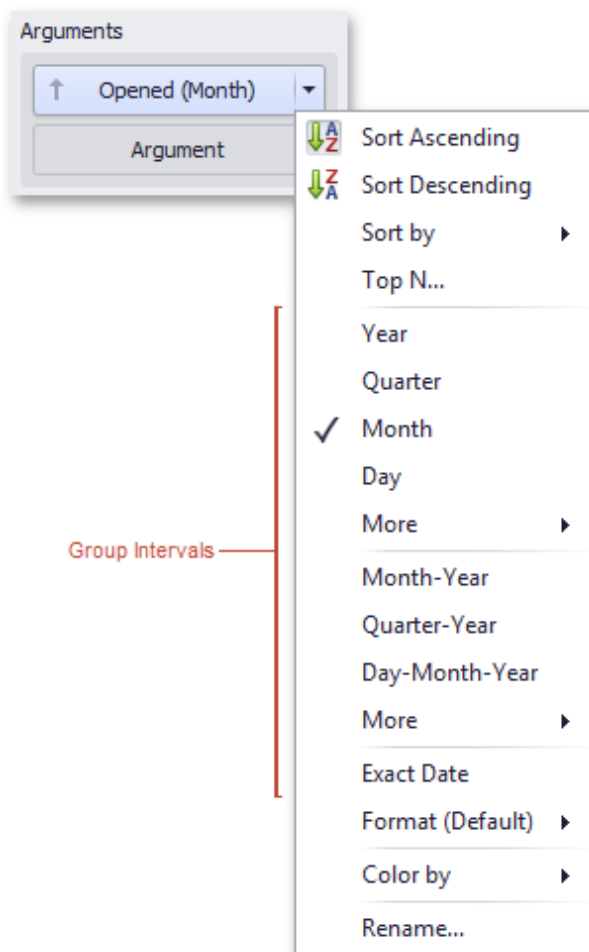 Arguments
Opened (Month)
Argument
A
Z
Sort Ascending
Z
A
Sort Descending
Sort by
Top N...
Year
Quarter
Month
Day
More
Group Intervals
Month-Year
Quarter-Year
Day-Month-Year
More
Exact Date
Format (Default)
Color by
Rename...